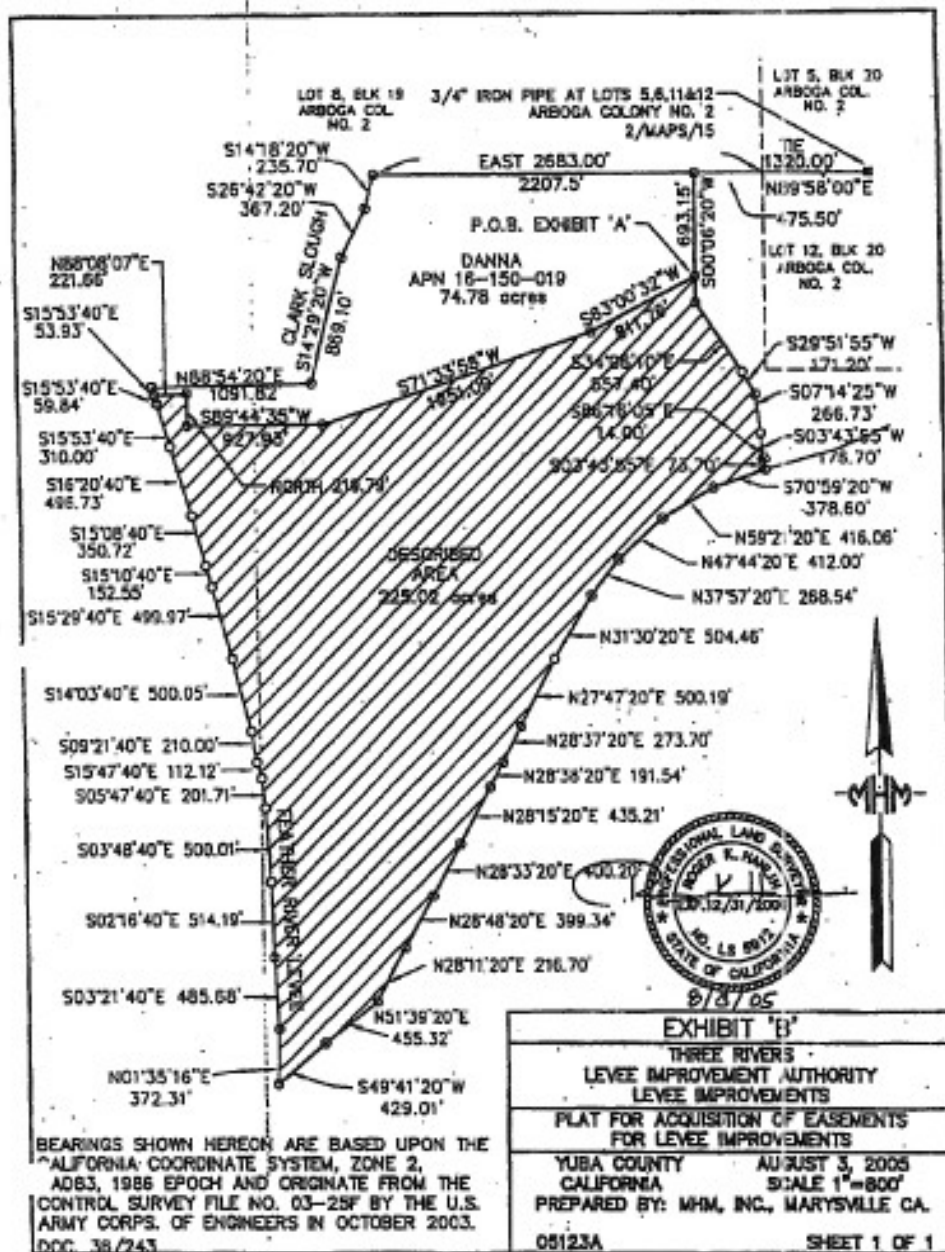 LOT 8, BLK 19
ARBOGA COL.
NO. 2
3/4" IRON PIPE AT LOTS 5,6,11&12
ARBOGA COLONY NO. 2
2/MAPS/15
LOT 5, BLK 20
ARBOGA COL.
NO. 2
TIE
1320.00'
N89°58'00"E
475.50'
EAST 2683.00'
2207.5'
S14°18'20"W
235.70'
S26°42'20"W
367.20'
CLARK SLOUGH
S14°29'20"W
869.10'
P.O.B. EXHIBIT 'A'
693.15'
S00°06'20"W
LOT 12, BLK 20
ARBOGA COL.
NO. 2
DANNA
APN 16-150-019
74.78 acres
N88°08'07"E
221.66'
S15°53'40"E
53.93'
N88°54'20"E
1091.82'
S83°00'32"W
811.76'
S71°33'58"W
S89°44'35"W
927.93'
S29°51'55"W
171.20'
557.40'
S07°14'25"W
266.73'
S86°18'05"E
14.00'
S03°43'55"W
178.70'
S70°59'20"W
378.60'
S15°53'40"E
59.84'
S15°53'40"E
310.00'
S16°20'40"E
496.73'
NORTH
S15°08'40"E
350.72'
S15°10'40"E
152.55'
S15°29'40"E 499.97'
DESCRIBED
AREA
225.02 acres
N59°21'20"E 416.06'
N47°44'20"E 412.00'
N37°57'20"E 268.54'
N31°30'20"E 504.46'
S14°03'40"E 500.05'
N27°47'20"E 500.19'
S09°21'40"E 210.00'
N28°37'20"E 273.70'
S15°47'40"E 112.12'
N28°38'20"E 191.54'
S05°47'40"E 201.71'
N28°15'20"E 435.21'
S03°48'40"E 500.01'
FEATHER RIVER LEVEE
N28°33'20"E 400.20'
S02°16'40"E 514.19'
N28°48'20"E 399.34'
N28°11'20"E 216.70'
S03°21'40"E 485.68'
N51°39'20"E
455.32'
N01°35'16"E
372.31'
S49°41'20"W
429.01'
MHM
PROFESSIONAL LAND SURVEYOR
ROGER K. HANLIN
NO. LS 6912
STATE OF CALIFORNIA
8/8/05
BEARINGS SHOWN HEREON ARE BASED UPON THE
CALIFORNIA COORDINATE SYSTEM, ZONE 2,
1986 EPOCH AND ORIGINATE FROM THE
CONTROL SURVEY FILE NO. 03-25F BY THE U.S.
ARMY CORPS. OF ENGINEERS IN OCTOBER 2003.
DOC. 38/243
EXHIBIT 'B'
THREE RIVERS
LEVEE IMPROVEMENT AUTHORITY
LEVEE IMPROVEMENTS
PLAT FOR ACQUISITION OF EASEMENTS
FOR LEVEE IMPROVEMENTS
YUBA COUNTY AUGUST 3, 2005
CALIFORNIA SCALE 1"=800'
PREPARED BY: MHM, INC., MARYSVILLE CA.
05123A SHEET 1 OF 1